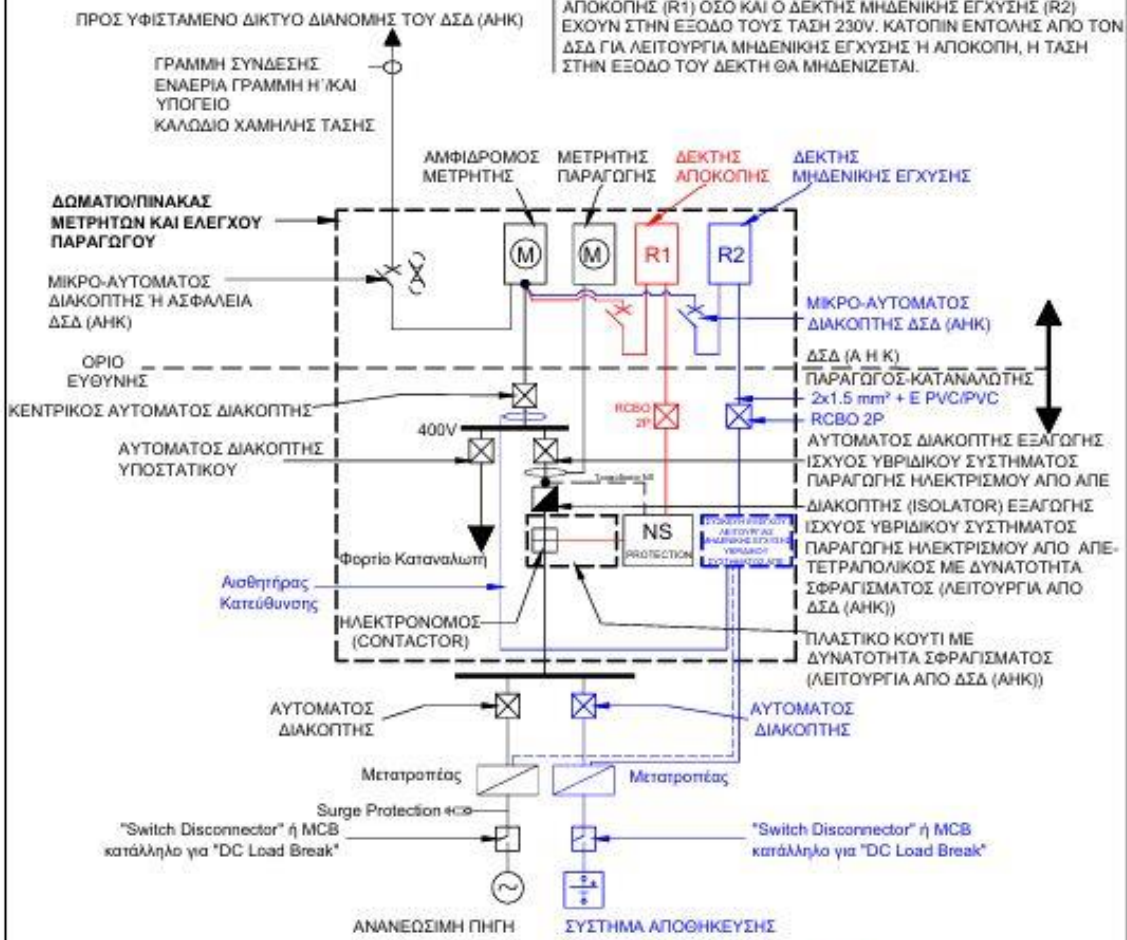 ΑΠΟΚΟΠΗΣ (R1) ΟΣΟ ΚΑΙ Ο ΔΕΚΤΗΣ ΜΗΔΕΝΙΚΗΣ ΕΓΧΥΣΗΣ (R2)
ΕΧΟΥΝ ΣΤΗΝ ΕΞΟΔΟ ΤΟΥΣ ΤΑΣΗ 230V. ΚΑΤΟΠΙΝ ΕΝΤΟΛΗΣ ΑΠΟ ΤΟΝ
ΔΣΔ ΓΙΑ ΛΕΙΤΟΥΡΓΙΑ ΜΗΔΕΝΙΚΗΣ ΕΓΧΥΣΗΣ Ή ΑΠΟΚΟΠΗ, Η ΤΑΣΗ
ΣΤΗΝ ΕΞΟΔΟ ΤΟΥ ΔΕΚΤΗ ΘΑ ΜΗΔΕΝΙΖΕΤΑΙ.
ΠΡΟΣ ΥΦΙΣΤΑΜΕΝΟ ΔΙΚΤΥΟ ΔΙΑΝΟΜΗΣ ΤΟΥ ΔΣΔ (ΑΗΚ)
ΓΡΑΜΜΗ ΣΥΝΔΕΣΗΣ
ΕΝΑΕΡΙΑ ΓΡΑΜΜΗ Η΄/ΚΑΙ
ΥΠΟΓΕΙΟ
ΚΑΛΩΔΙΟ ΧΑΜΗΛΗΣ ΤΑΣΗΣ
ΑΜΦΙΔΡΟΜΟΣ
ΜΕΤΡΗΤΗΣ
ΜΕΤΡΗΤΗΣ
ΠΑΡΑΓΩΓΗΣ
ΔΕΚΤΗΣ
ΑΠΟΚΟΠΗΣ
ΔΕΚΤΗΣ
ΜΗΔΕΝΙΚΗΣ ΕΓΧΥΣΗΣ
ΔΩΜΑΤΙΟ/ΠΙΝΑΚΑΣ
ΜΕΤΡΗΤΩΝ ΚΑΙ ΕΛΕΓΧΟΥ
ΠΑΡΑΓΩΓΟΥ
M
M
R1
R2
ΜΙΚΡΟ-ΑΥΤΟΜΑΤΟΣ
ΔΙΑΚΟΠΤΗΣ Ή ΑΣΦΑΛΕΙΑ
ΔΣΔ (ΑΗΚ)
ΜΙΚΡΟ-ΑΥΤΟΜΑΤΟΣ
ΔΙΑΚΟΠΤΗΣ ΔΣΔ (ΑΗΚ)
ΟΡΙΟ
ΕΥΘΥΝΗΣ
ΔΣΔ (Α Η Κ)
ΠΑΡΑΓΩΓΟΣ-ΚΑΤΑΝΑΛΩΤΗΣ
2x1.5 mm² + E PVC/PVC
RCBO 2P
ΚΕΝΤΡΙΚΟΣ ΑΥΤΟΜΑΤΟΣ ΔΙΑΚΟΠΤΗΣ
RCBO
2P
400V
ΑΥΤΟΜΑΤΟΣ ΔΙΑΚΟΠΤΗΣ
ΥΠΟΣΤΑΤΙΚΟΥ
ΑΥΤΟΜΑΤΟΣ ΔΙΑΚΟΠΤΗΣ ΕΞΑΓΩΓΗΣ
ΙΣΧΥΟΣ ΥΒΡΙΔΙΚΟΥ ΣΥΣΤΗΜΑΤΟΣ
ΠΑΡΑΓΩΓΗΣ ΗΛΕΚΤΡΙΣΜΟΥ ΑΠΟ ΑΠΕ
ΔΙΑΚΟΠΤΗΣ (ISOLATOR) ΕΞΑΓΩΓΗΣ
ΙΣΧΥΟΣ ΥΒΡΙΔΙΚΟΥ ΣΥΣΤΗΜΑΤΟΣ
ΠΑΡΑΓΩΓΗΣ ΗΛΕΚΤΡΙΣΜΟΥ ΑΠΟ ΑΠΕ-
ΤΕΤΡΑΠΟΛΙΚΟΣ ΜΕ ΔΥΝΑΤΟΤΗΤΑ
ΣΦΡΑΓΙΣΜΑΤΟΣ (ΛΕΙΤΟΥΡΓΙΑ ΑΠΟ
ΔΣΔ (ΑΗΚ))
NS
PROTECTION
ΛΕΙΤΟΥΡΓΙΑΣ
ΜΗΔΕΝΙΚΗΣ ΕΓΧΥΣΗΣ
ΥΒΡΙΔΙΚΟΥ
ΣΥΣΤΗΜΑΤΟΣ ΑΠΕ
Φορτίο Καταναλωτή
Αισθητήρας
Κατεύθυνσης
ΗΛΕΚΤΡΟΝΟΜΟΣ
(CONTACTOR)
ΠΛΑΣΤΙΚΟ ΚΟΥΤΙ ΜΕ
ΔΥΝΑΤΟΤΗΤΑ ΣΦΡΑΓΙΣΜΑΤΟΣ
(ΛΕΙΤΟΥΡΓΙΑ ΑΠΟ ΔΣΔ (ΑΗΚ))
ΑΥΤΟΜΑΤΟΣ
ΔΙΑΚΟΠΤΗΣ
ΑΥΤΟΜΑΤΟΣ
ΔΙΑΚΟΠΤΗΣ
Μετατροπέας
Μετατροπέας
Surge Protection
"Switch Disconnector" ή MCB
κατάλληλο για "DC Load Break"
"Switch Disconnector" ή MCB
κατάλληλο για "DC Load Break"
ΑΝΑΝΕΩΣΙΜΗ ΠΗΓΗ
ΣΥΣΤΗΜΑ ΑΠΟΘΗΚΕΥΣΗΣ